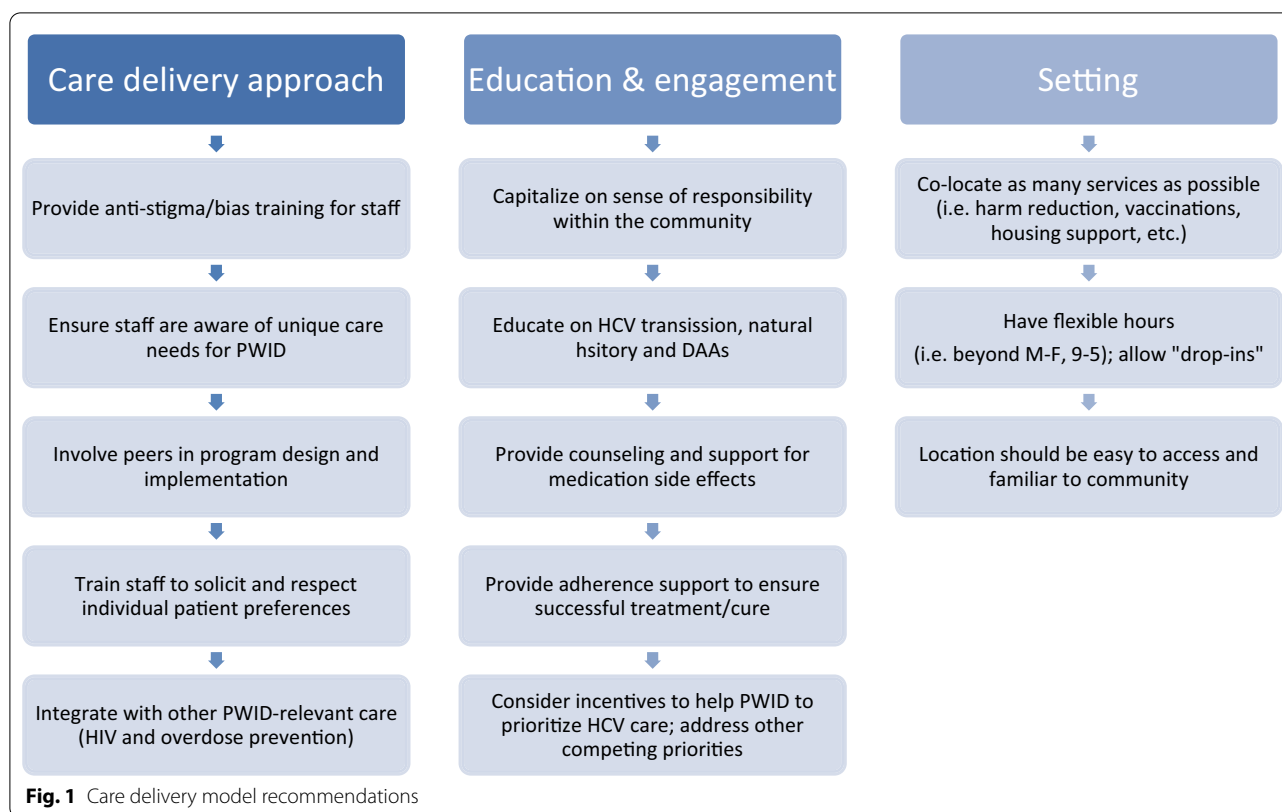 Care delivery approach
Provide anti-stigma/bias training for staff
Ensure staff are aware of unique care
needs for PWID
Involve peers in program design and
implementation
Train staff to solicit and respect
individual patient preferences
Integrate with other PWID-relevant care
(HIV and overdose prevention)
Education & engagement
Capitalize on sense of responsibility
within the community
Educate on HCV transission, natural
hsitory and DAAs
Provide counseling and support for
medication side effects
Provide adherence support to ensure
successful treatment/cure
Consider incentives to help PWID to
prioritize HCV care; address other
competing priorities
Setting
Co-locate as many services as possible
(i.e. harm reduction, vaccinations,
housing support, etc.)
Have flexible hours
(i.e. beyond M-F, 9-5); allow "drop-ins"
Location should be easy to access and
familiar to community
Fig. 1 Care delivery model recommendations